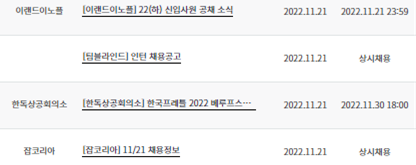 이랜드이노플 [이랜드이노플] 22(하) 신입사원 공채 소식 2022.11.21 2022.11.21 23:59
[팀블라인드] 인턴 채용공고 2022.11.21 상시채용
한독상공회의소 [한독상공회의소] 한국프레틀 2022 베루프스… 2022.11.21 2022.11.30 18:00
잡코리아 [잡코리아] 11/21 채용정보 2022.11.21 상시채용